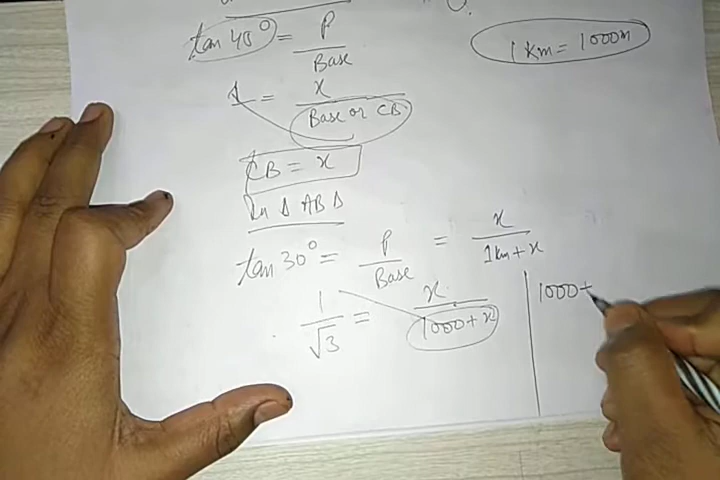 tan 45° = P / Base
1 km = 1000m
1 = x / Base or CB
CB = x
In Δ ABD
tan 30° = P / Base = x / 1km + x
1 / √3 = x / 1000 + x
1000+